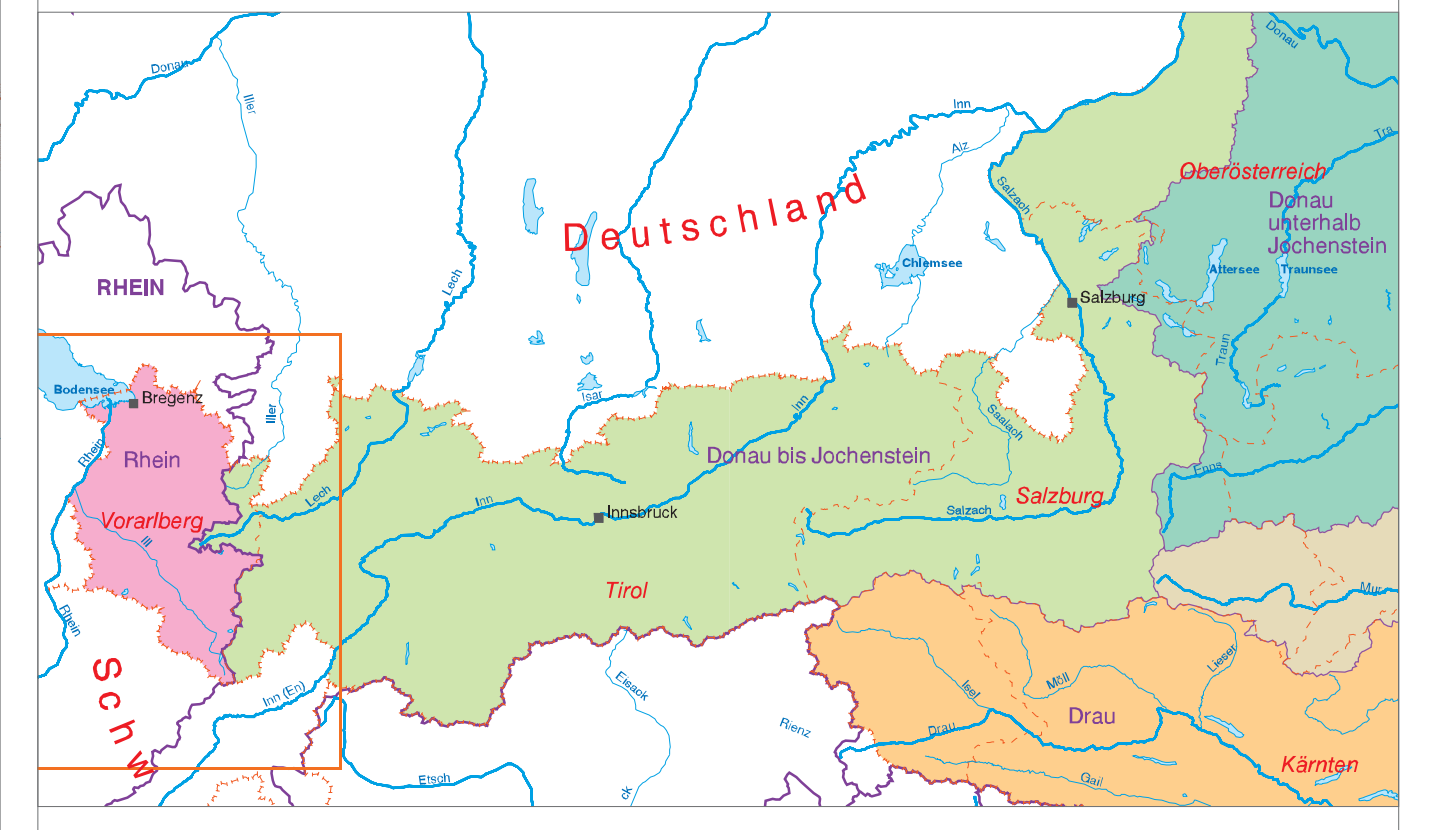 Donau
Donau
Iller
Inn
Alz
Tra
Salzach
Oberösterreich
Deutschland
Donau
unterhalb
Jochenstein
RHEIN
Lech
Chlemsee
Attersee
Traunsee
Salzburg
Traun
Bodensee
Bregenz
Isar
Inn
Iller
Saalach
Rhein
Rhein
Donau bis Jochenstein
Enns
Lech
Inn
Salzburg
Vorarlberg
Innsbruck
Salzach
Ill
Tirol
Mur
Rhein
Schw
Inn (En)
Eisack
Isel
Möll
Lieser
Rienz
Drau
Drau
Kärnten
Etsch
Gail
ck